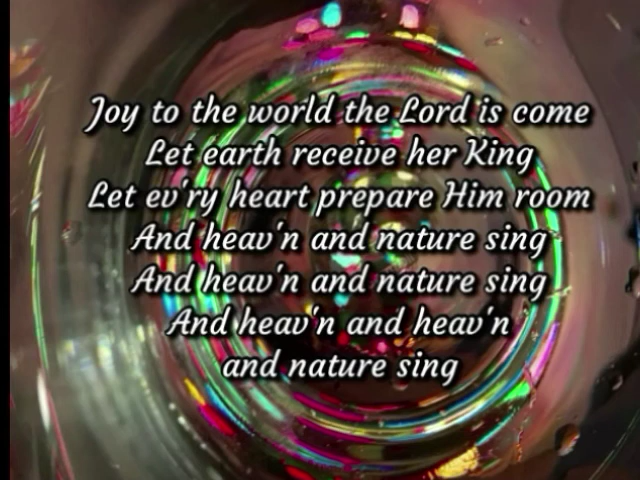 Joy to the world the Lord is come
Let earth receive her King
Let ev'ry heart prepare Him room
And heav'n and nature sing
And heav'n and nature sing
And heav'n and heav'n
and nature sing